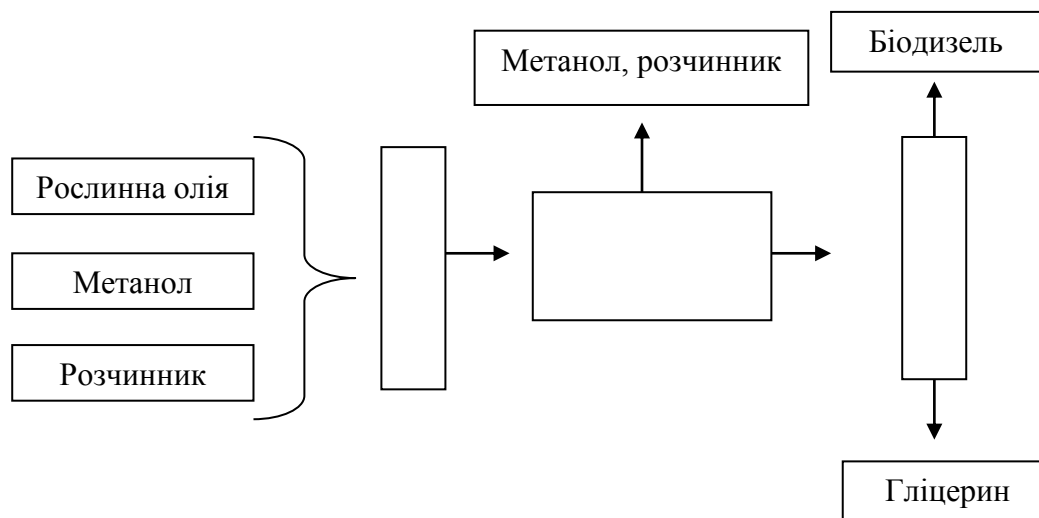 Рослинна олія
Метанол
Розчинник
Метанол, розчинник
Біодизель
Гліцерин